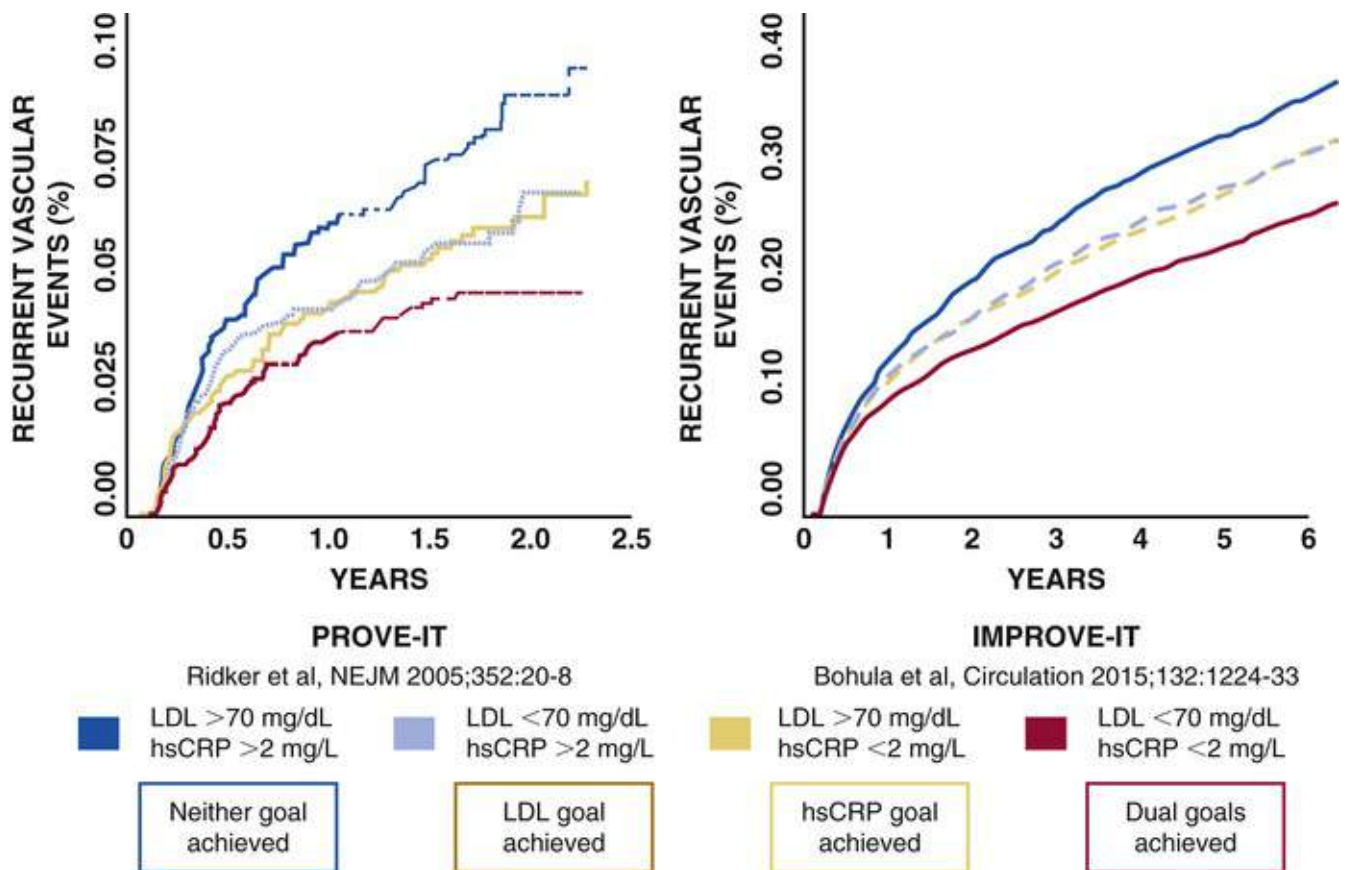 RECURRENT VASCULAR
EVENTS (%)
0.10
0.075
0.05
0.025
0.00
0 0.5 1.0 1.5 2.0 2.5
YEARS
RECURRENT VASCULAR
EVENTS (%)
0.40
0.30
0.20
0.10
0.00
0 1 2 3 4 5 6
YEARS
PROVE-IT
Ridker et al, NEJM 2005;352:20-8
IMPROVE-IT
Bohula et al, Circulation 2015;132:1224-33
LDL >70 mg/dL
hsCRP >2 mg/L
LDL <70 mg/dL
hsCRP >2 mg/L
LDL >70 mg/dL
hsCRP <2 mg/L
LDL <70 mg/dL
hsCRP <2 mg/L
Neither goal
achieved
LDL goal
achieved
hsCRP goal
achieved
Dual goals
achieved